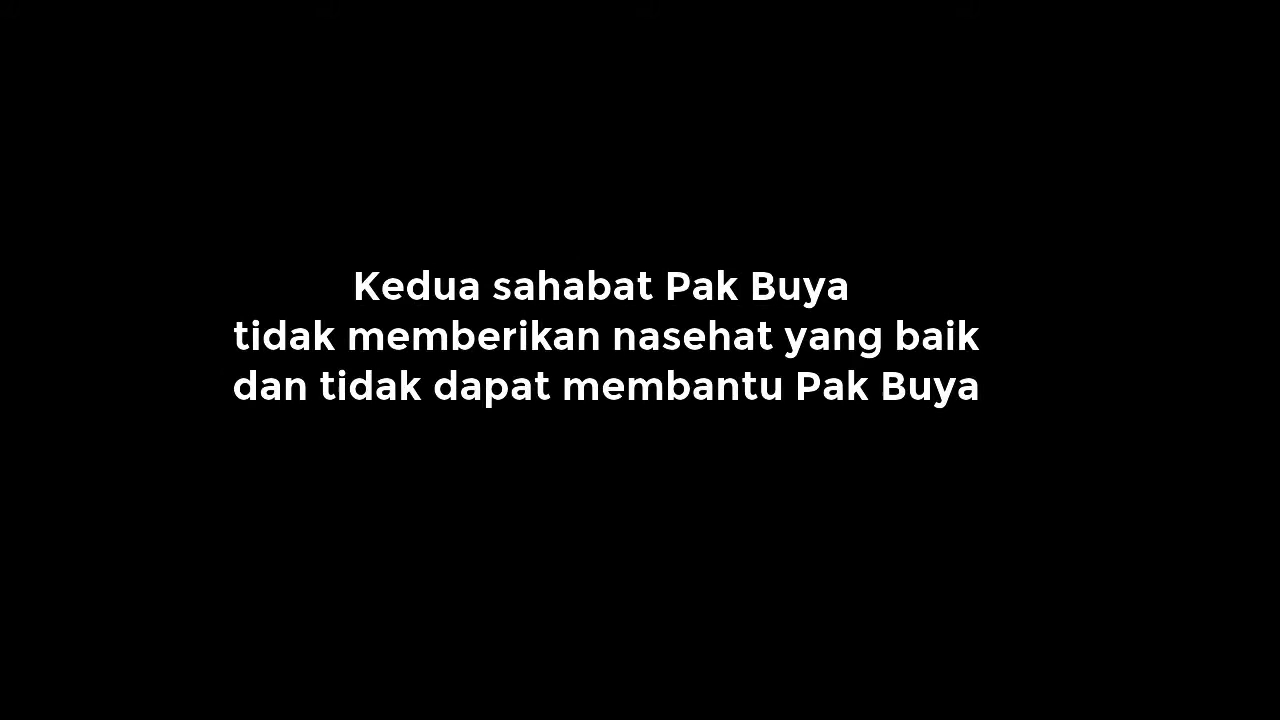 Kedua sahabat Pak Buya
tidak memberikan nasehat yang baik
dan tidak dapat membantu Pak Buya